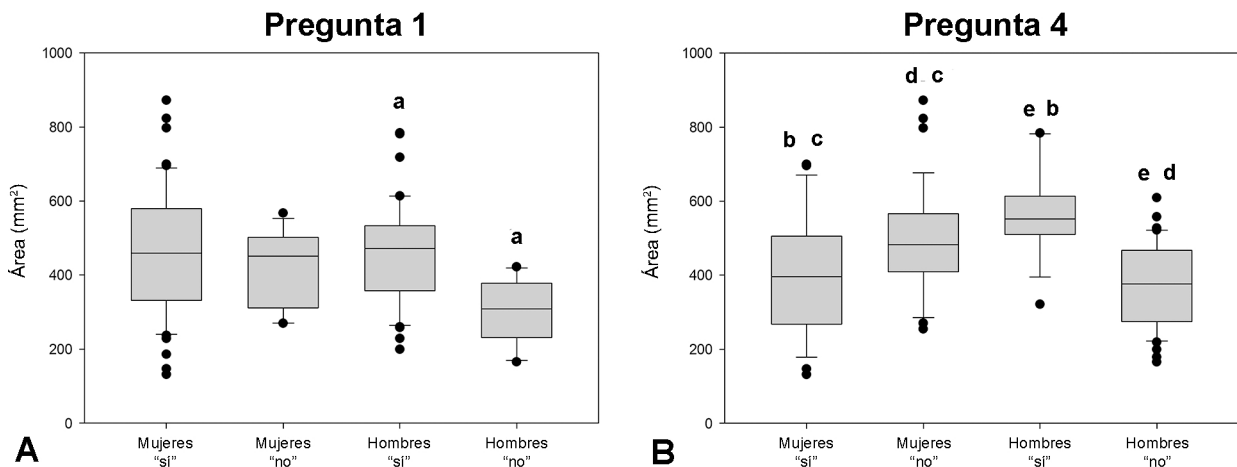 Pregunta 1
1000
800
600
400
200
0
Área (mm²)
a
a
Mujeres
“sí”
Mujeres
“no”
Hombres
“sí”
Hombres
“no”
A
Pregunta 4
1000
800
600
400
200
0
Área (mm²)
b c
d c
e b
e d
Mujeres
“sí”
Mujeres
“no”
Hombres
“sí”
Hombres
“no”
B